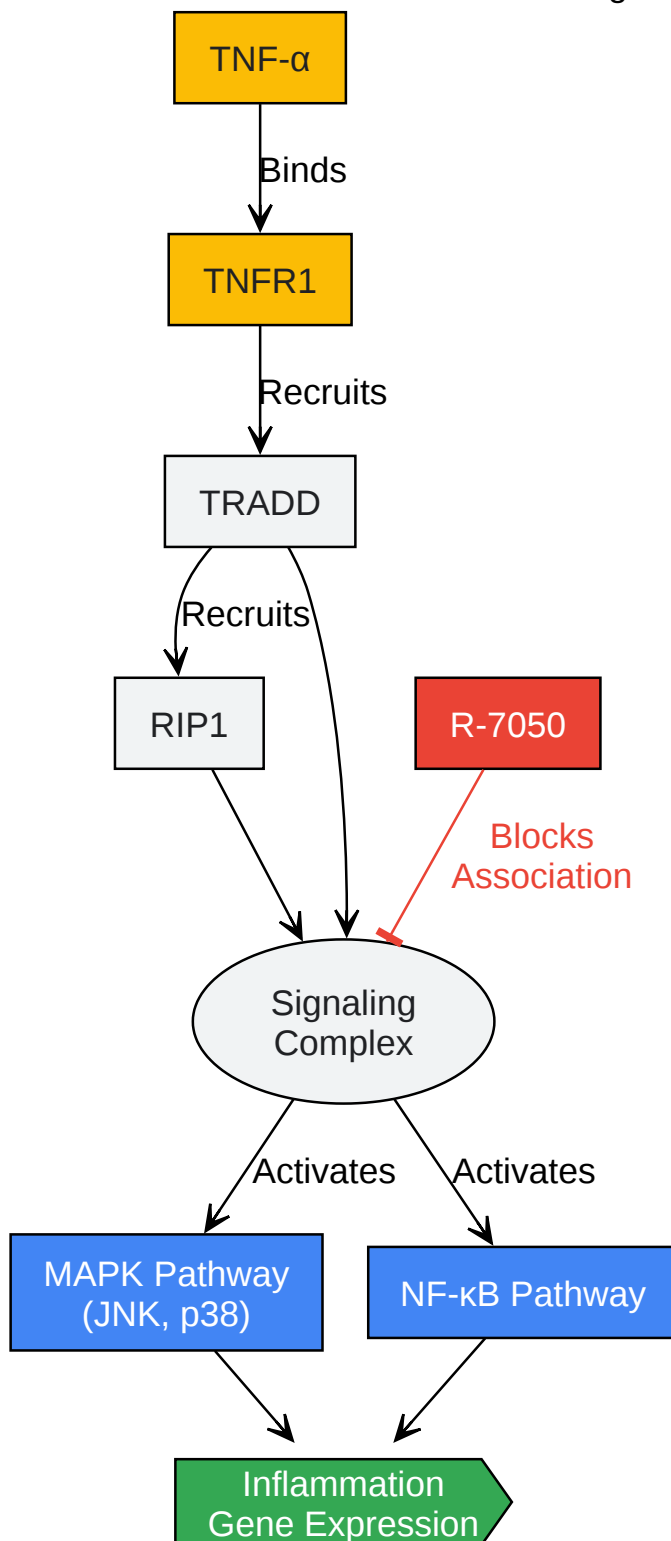 TNF-α
Binds
TNFR1
Recruits
TRADD
Recruits
RIP1
R-7050
Blocks
Association
Signaling
Complex
Activates
Activates
MAPK Pathway
(JNK, p38)
NF-κB Pathway
Inflammation
Gene Expression